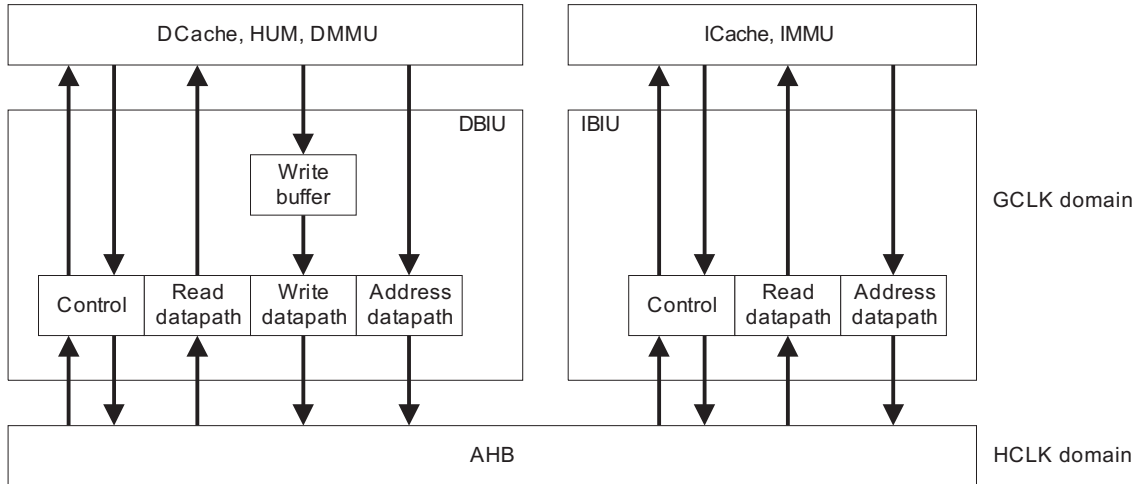 DCache, HUM, DMMU
ICache, IMMU
DBIU
IBIU
Write
buffer
GCLK domain
Control
Read
datapath
Write
datapath
Address
datapath
Control
Read
datapath
Address
datapath
AHB
HCLK domain